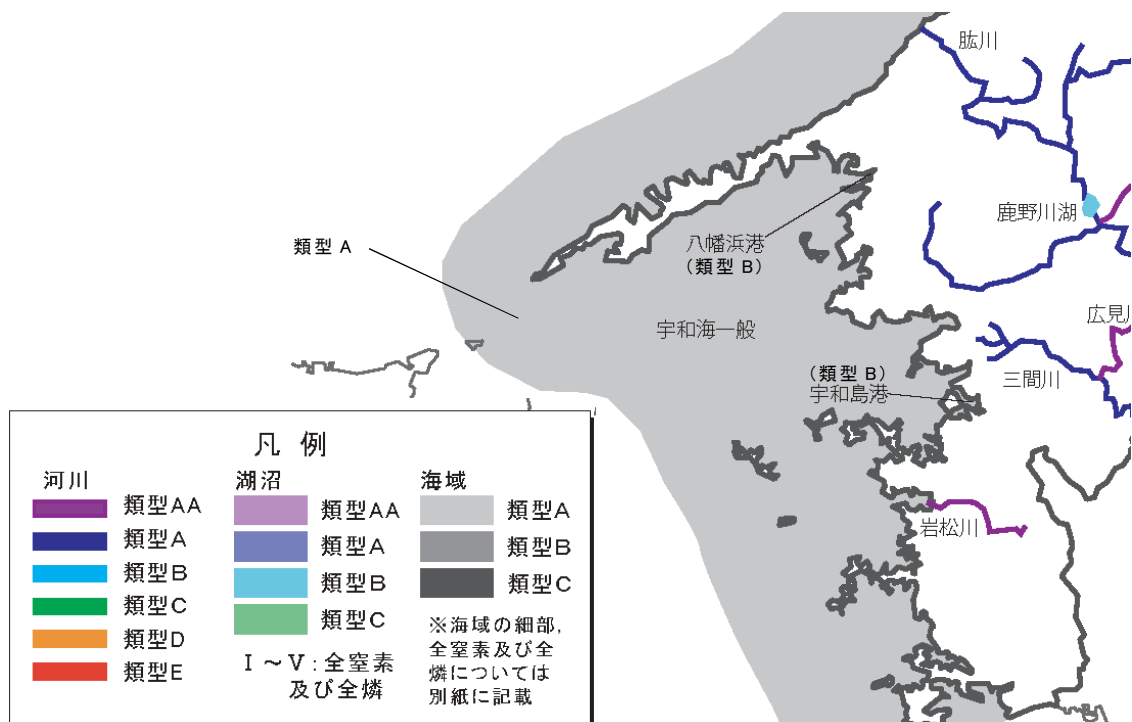 肱川
鹿野川湖
八幡浜港
(類型 B)
類型 A
宇和海一般
広見川
(類型 B)
宇和島港
三間川
岩松川
凡 例
河川
類型AA
類型A
類型B
類型C
類型D
類型E
湖沼
類型AA
類型A
類型B
類型C
Ⅰ～Ⅴ:全窒素
及び全燐
海域
類型A
類型B
類型C
※海域の細部,
全窒素及び全
燐については
別紙に記載